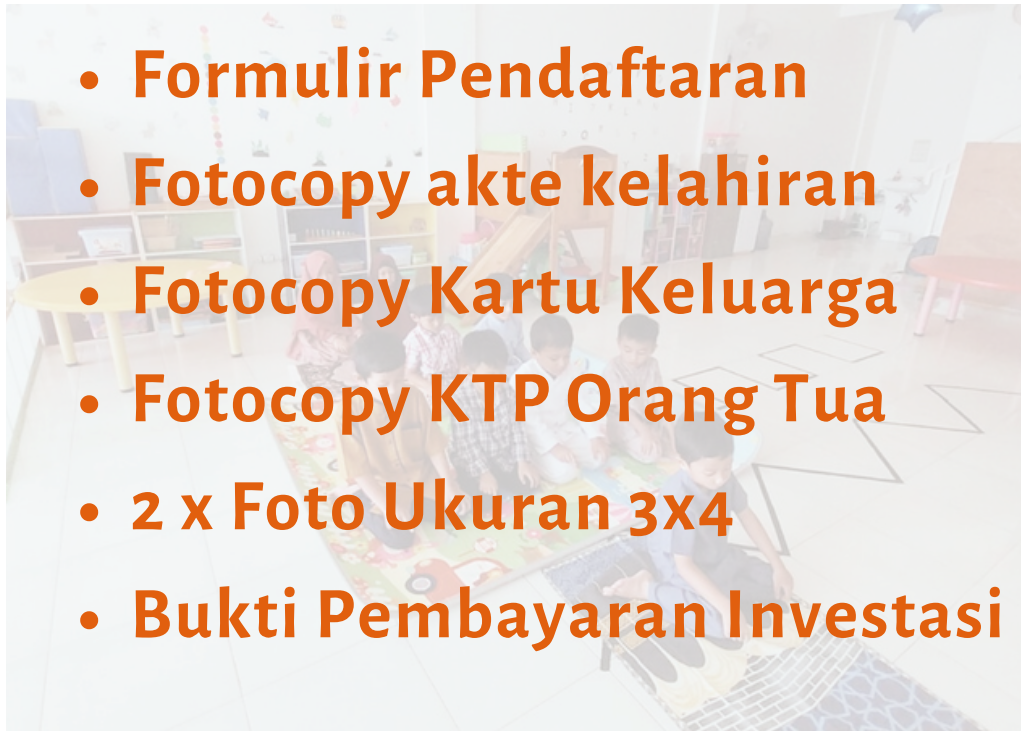 • Formulir Pendaftaran
• Fotocopy akte kelahiran
• Fotocopy Kartu Keluarga
• Fotocopy KTP Orang Tua
• 2 x Foto Ukuran 3x4
• Bukti Pembayaran Investasi